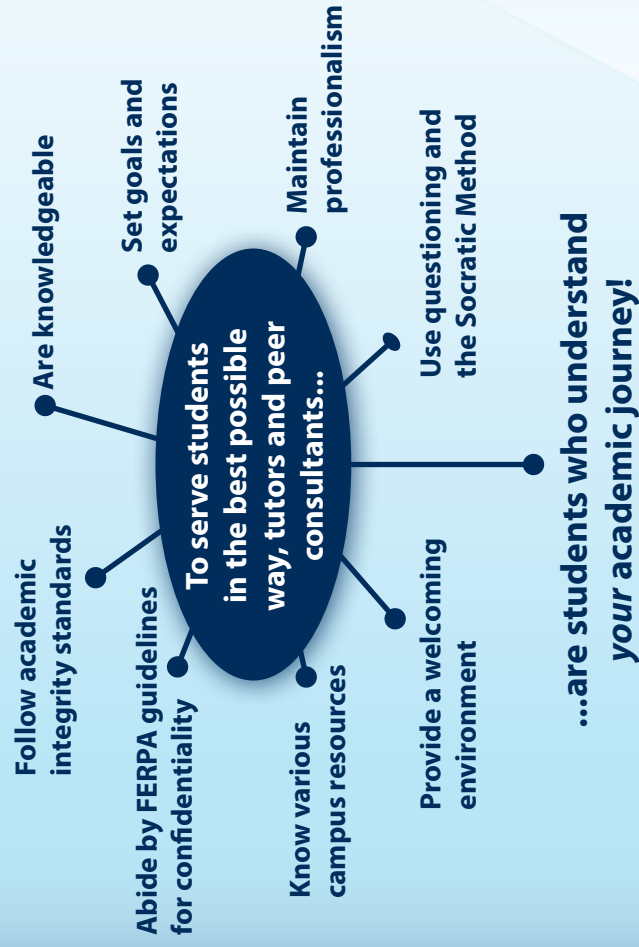 To serve students
in the best possible
way, tutors and peer
consultants...
Follow academic
integrity standards
Are knowledgeable
Abide by FERPA guidelines
for confidentiality
Set goals and
expectations
Know various
campus resources
Maintain
professionalism
Provide a welcoming
environment
Use questioning and
the Socratic Method
...are students who understand
your academic journey!